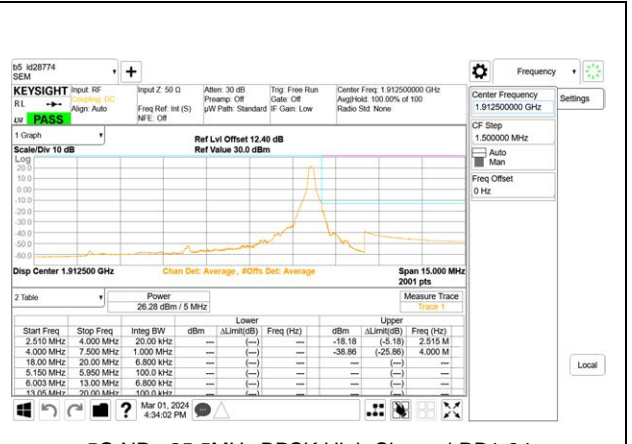 b5 id28774
SEM
Frequency
KEYSIGHT
R L
LXI
PASS
Input: RF
Coupling: DC
Align: Auto
Input Z: 50 Ω
Freq Ref: Int (S)
NFE: Off
Atten: 30 dB
Preamp: Off
µW Path: Standard
Trig: Free Run
Gate: Off
IF Gain: Low
Center Freq: 1.912500000 GHz
Avg|Hold: 100.00% of 100
Radio Std: None
Center Frequency
1.912500000 GHz
Settings
CF Step
1.500000 MHz
Auto
Man
Freq Offset
0 Hz
1 Graph
Scale/Div 10 dB
Ref Lvl Offset 12.40 dB
Ref Value 30.0 dBm
Log
20.0
10.0
0.00
-10.0
-20.0
-30.0
-40.0
-50.0
-60.0
Disp Center 1.912500 GHz
Chan Det: Average , #Offs Det: Average
Span 15.000 MHz
2001 pts
2 Table
Power
26.28 dBm / 5 MHz
Measure Trace
Trace 1
Lower Upper
Start Freq Stop Freq Integ BW dBm ΔLimit(dB) Freq (Hz) dBm ΔLimit(dB) Freq (Hz)
2.510 MHz 4.000 MHz 20.00 kHz --- (---) --- -18.18 (-5.18) 2.515 M
4.000 MHz 7.500 MHz 1.000 MHz --- (---) --- -38.86 (-25.86) 4.000 M
18.00 MHz 20.00 MHz 6.800 kHz --- (---) --- --- (---) ---
5.150 MHz 5.950 MHz 100.0 kHz --- (---) --- --- (---) ---
6.003 MHz 13.00 MHz 6.800 kHz --- (---) --- --- (---) ---
13.05 MHz 20.00 MHz 100.0 kHz --- (---) --- --- (---) ---
Local
Mar 01, 2024
4:34:02 PM